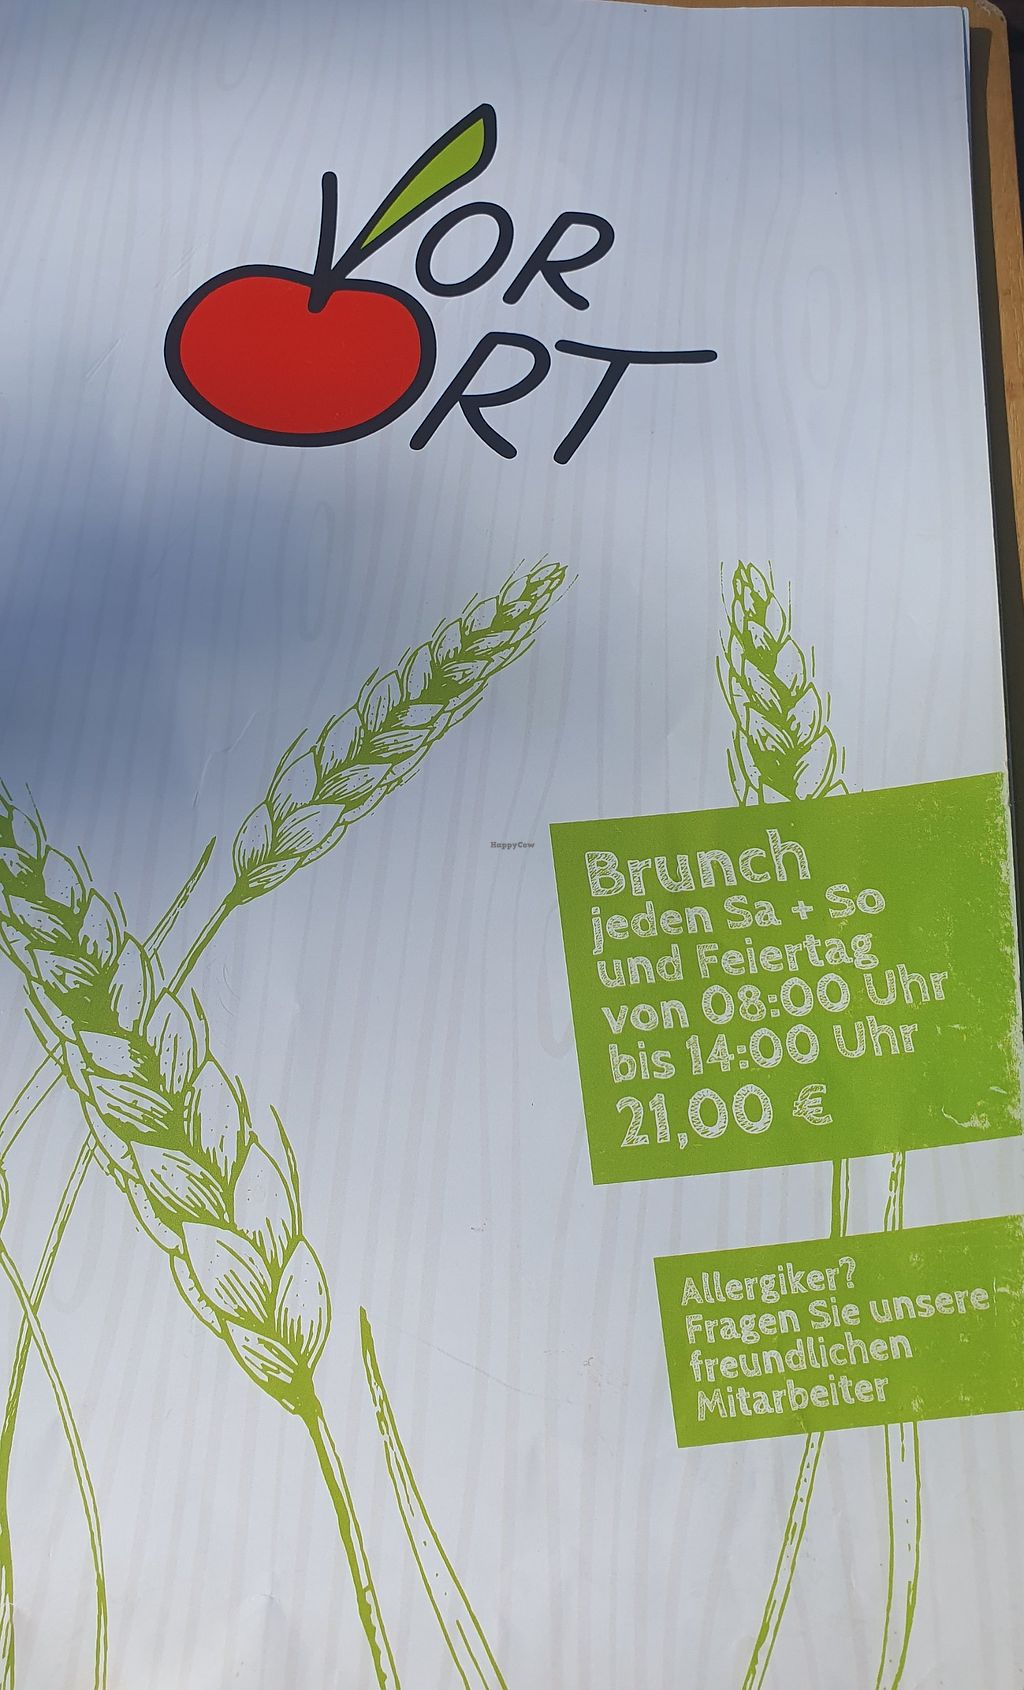 VOR
ORT
HappyCow
Brunch
jeden Sa + So
und Feiertag
von 08:00 Uhr
bis 14:00 Uhr
21,00 €
Allergiker?
Fragen Sie unsere
freundlichen
Mitarbeiter